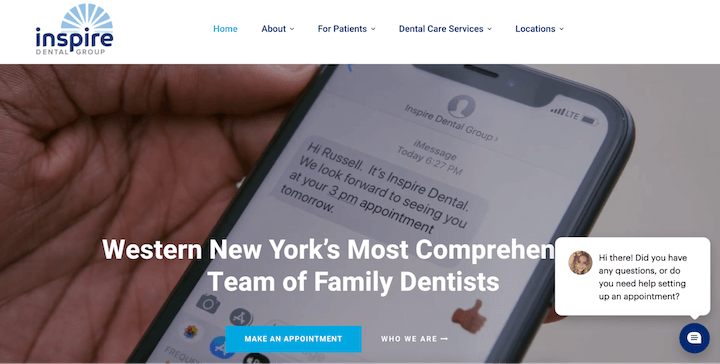 inspire
DENTAL GROUP
Home
About
For Patients
Dental Care Services
Locations
LTE
Inspire Dental Group
iMessage
Today 6:27 PM
Hi Russell. It's Inspire Dental.
We look forward to seeing you
at your 3 pm appointment
tomorrow.
Western New York's Most Comprehen
Team of Family Dentists
MAKE AN APPOINTMENT
WHO WE ARE
Hi there! Did you have
any questions, or do
you need help setting
up an appointment?